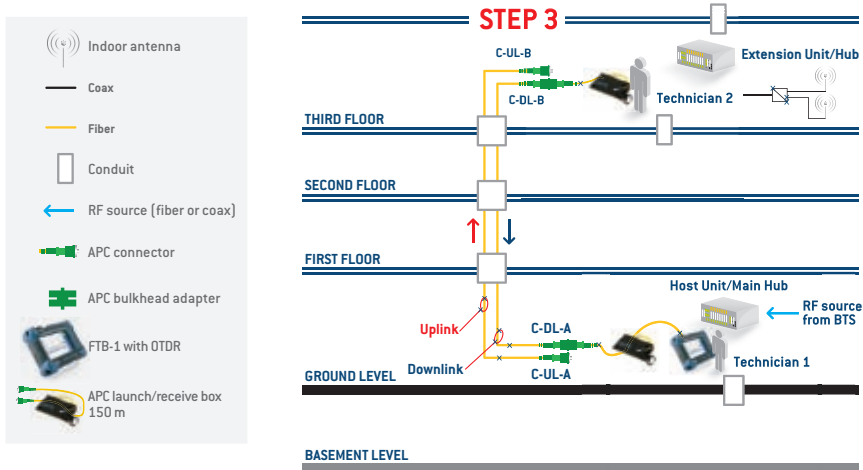 Indoor antenna
Coax
Fiber
Conduit
RF source (fiber or coax)
APC connector
APC bulkhead adapter
FTB-1 with OTDR
APC launch/receive box
150 m
STEP 3
C-UL-B
C-DL-B
Extension Unit/Hub
Technician 2
THIRD FLOOR
SECOND FLOOR
FIRST FLOOR
Host Unit/Main Hub
RF source
from BTS
Uplink
C-DL-A
Downlink
C-UL-A
Technician 1
GROUND LEVEL
BASEMENT LEVEL